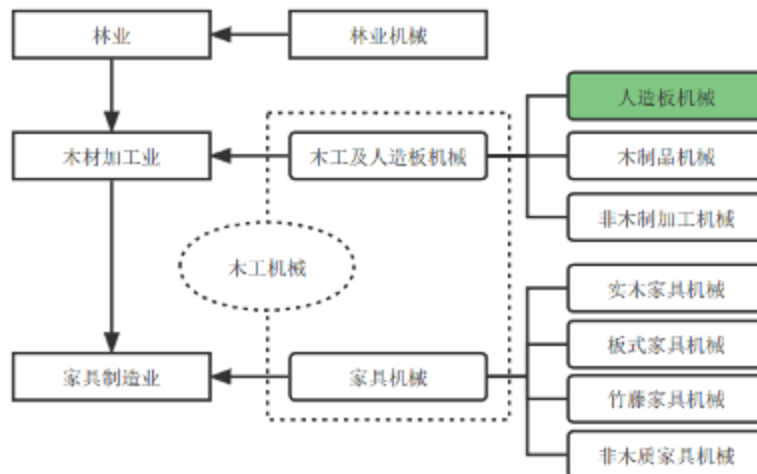 林业
林业机械
人造板机械
木材加工业
木工及人造板机械
木制品机械
非木制加工机械
木工机械
实木家具机械
板式家具机械
家具制造业
家具机械
竹藤家具机械
非木质家具机械